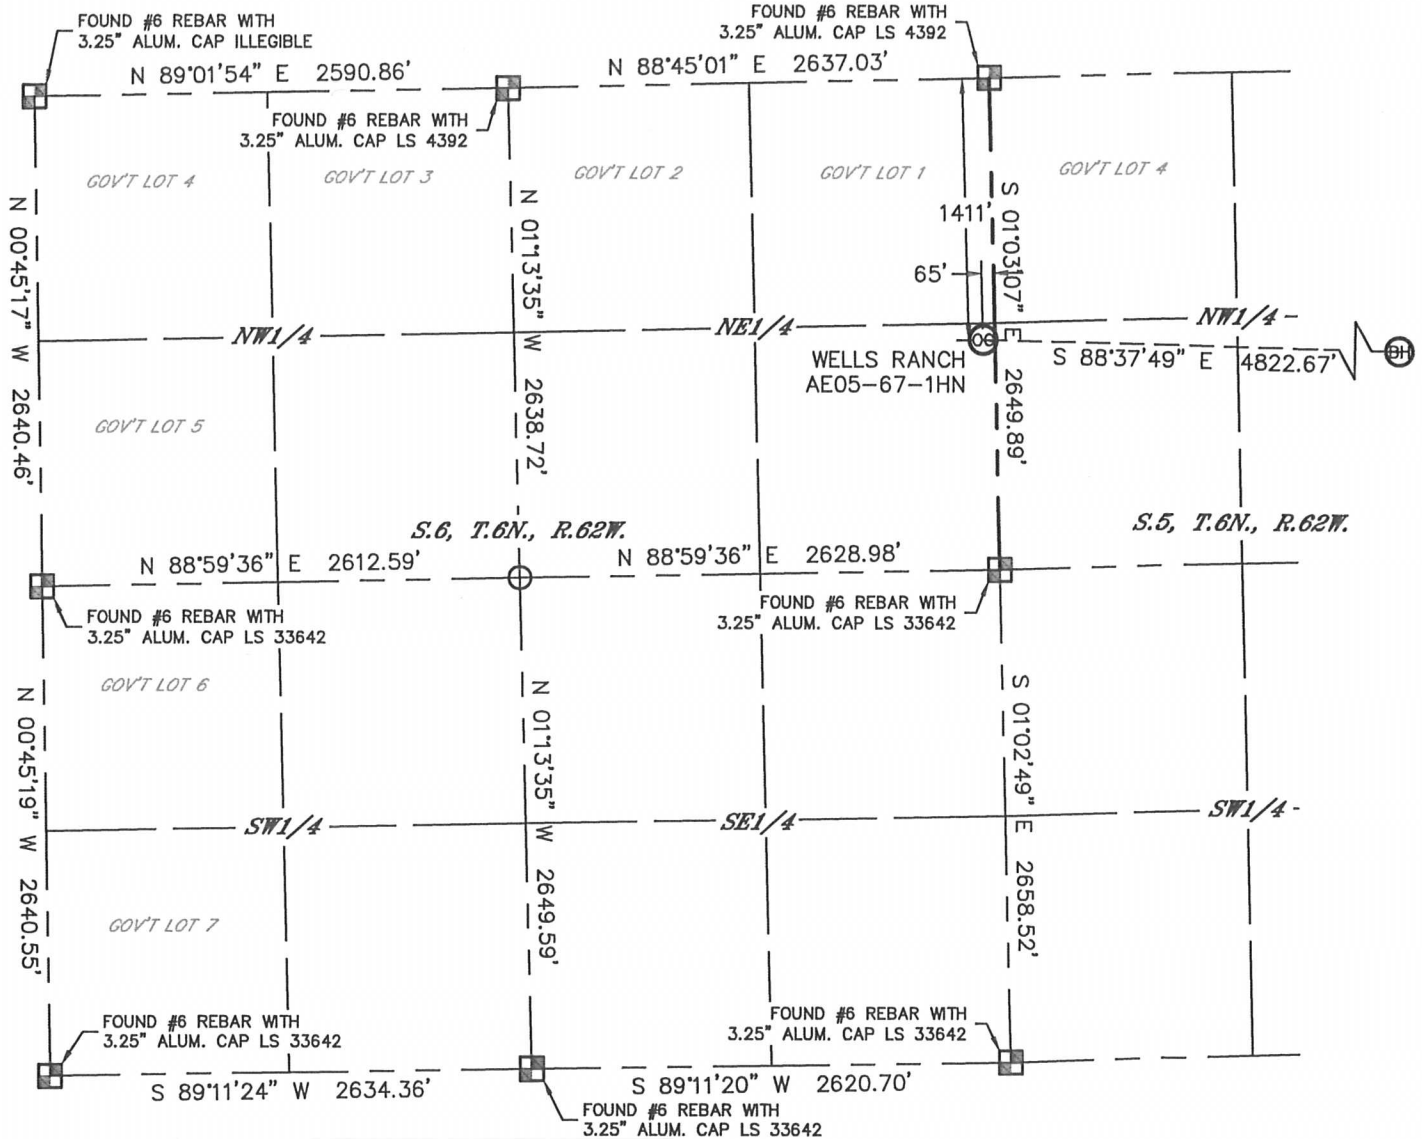 FOUND #6 REBAR WITH
3.25" ALUM. CAP ILLEGIBLE
FOUND #6 REBAR WITH
3.25" ALUM. CAP LS 4392
N 89°01'54" E 2590.86'
N 88°45'01" E 2637.03'
FOUND #6 REBAR WITH
3.25" ALUM. CAP LS 4392
GOV'T LOT 4
GOV'T LOT 3
GOV'T LOT 2
GOV'T LOT 1
GOV'T LOT 4
N 00°45'17" W 2640.46'
N 01°13'35" W 2638.72'
1411'
S 01°03'07" E 2649.89'
65'
NW1/4
NE1/4
NW1/4
OG
WELLS RANCH
AE05-67-1HN
S 88°37'49" E 4822.67'
BH
GOV'T LOT 5
S.6, T.6N., R.62W.
S.5, T.6N., R.62W.
N 88°59'36" E 2612.59'
N 88°59'36" E 2628.98'
FOUND #6 REBAR WITH
3.25" ALUM. CAP LS 33642
FOUND #6 REBAR WITH
3.25" ALUM. CAP LS 33642
GOV'T LOT 6
N 00°45'19" W 2640.55'
N 01°13'35" W 2649.59'
S 01°02'49" E 2658.52'
SW1/4
SE1/4
SW1/4
GOV'T LOT 7
FOUND #6 REBAR WITH
3.25" ALUM. CAP LS 33642
FOUND #6 REBAR WITH
3.25" ALUM. CAP LS 33642
S 89°11'24" W 2634.36'
S 89°11'20" W 2620.70'
FOUND #6 REBAR WITH
3.25" ALUM. CAP LS 33642